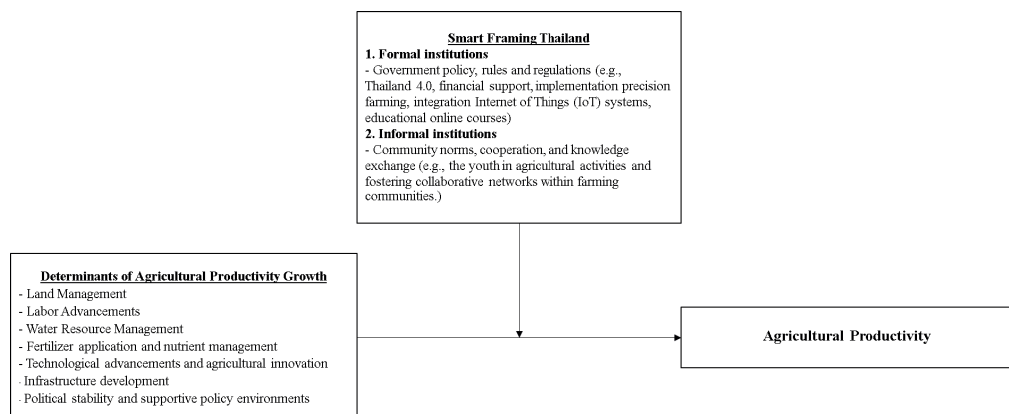 Smart Framing Thailand
1. Formal institutions
- Government policy, rules and regulations (e.g.,
Thailand 4.0, financial support, implementation precision
farming, integration Internet of Things (IoT) systems,
educational online courses)
2. Informal institutions
- Community norms, cooperation, and knowledge
exchange (e.g., the youth in agricultural activities and
fostering collaborative networks within farming
communities.)
Determinants of Agricultural Productivity Growth
- Land Management
- Labor Advancements
- Water Resource Management
- Fertilizer application and nutrient management
- Technological advancements and agricultural innovation
- Infrastructure development
- Political stability and supportive policy environments
Agricultural Productivity